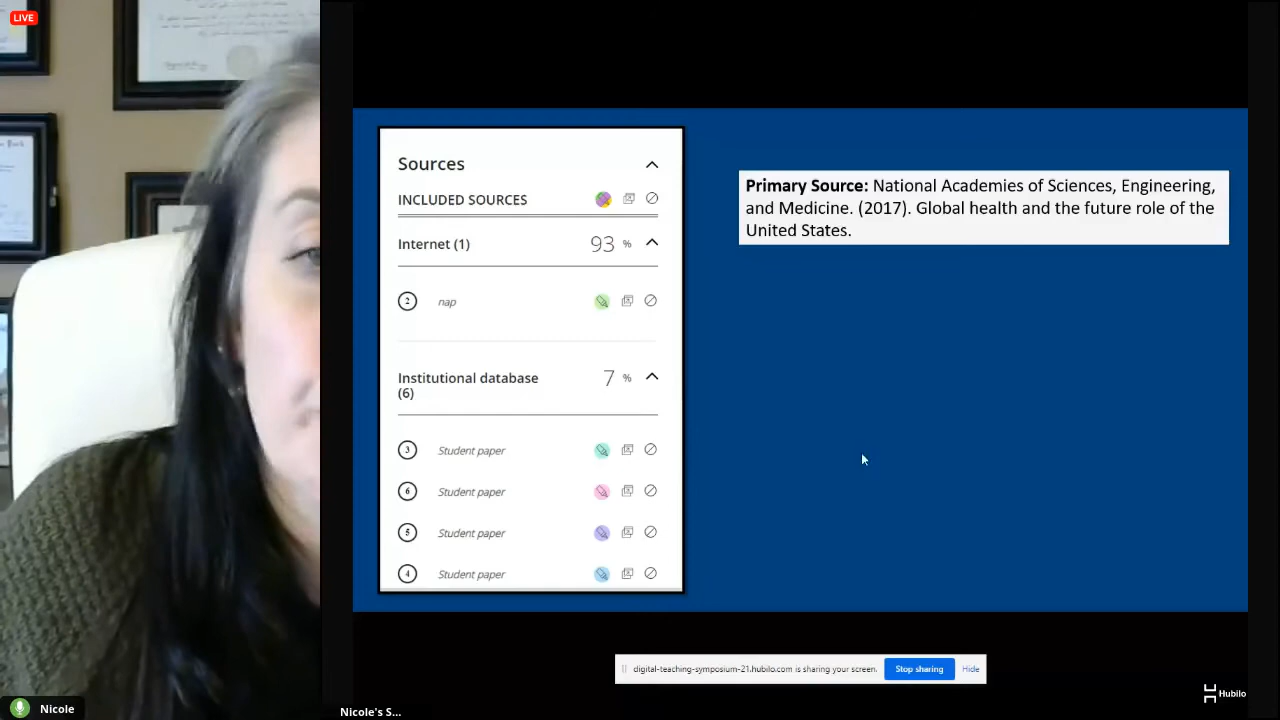 LIVE
Sources
INCLUDED SOURCES
Internet (1) 93 %
2 nap
Institutional database
(6) 7 %
3 Student paper
6 Student paper
5 Student paper
4 Student paper
Primary Source: National Academies of Sciences, Engineering,
and Medicine. (2017). Global health and the future role of the
United States.
digital-teaching-symposium-21.hubilo.com is sharing your screen. Stop sharing Hide
Nicole
Nicole's S...
Hubilo